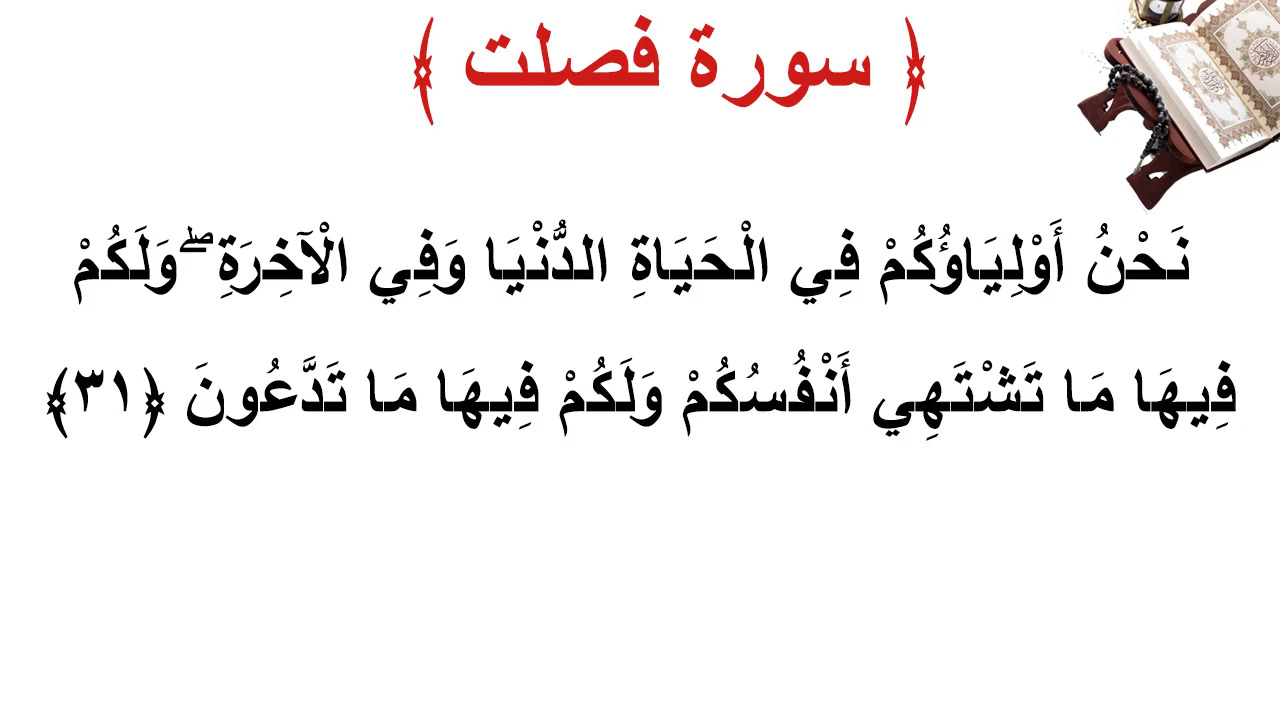 ﴿ سورة فصلت ﴾
نَحْنُ أَوْلِيَاؤُكُمْ فِي الْحَيَاةِ الدُّنْيَا وَفِي الْآخِرَةِ ۖ وَلَكُمْ
فِيهَا مَا تَشْتَهِي أَنْفُسُكُمْ وَلَكُمْ فِيهَا مَا تَدَّعُونَ ﴿٣١﴾